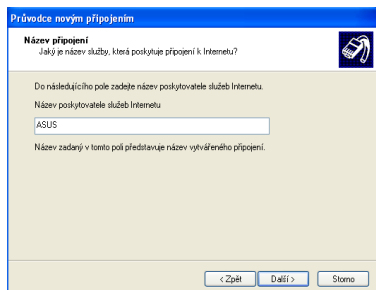 Průvodce novým připojením
Název připojení
Jaký je název služby, která poskytuje připojení k Internetu?
Do následujícího pole zadejte název poskytovatele služeb Internetu.
Název poskytovatele služeb Internetu
ASUS
Název zadaný v tomto poli představuje název vytvářeného připojení.
< Zpět
Další >
Storno